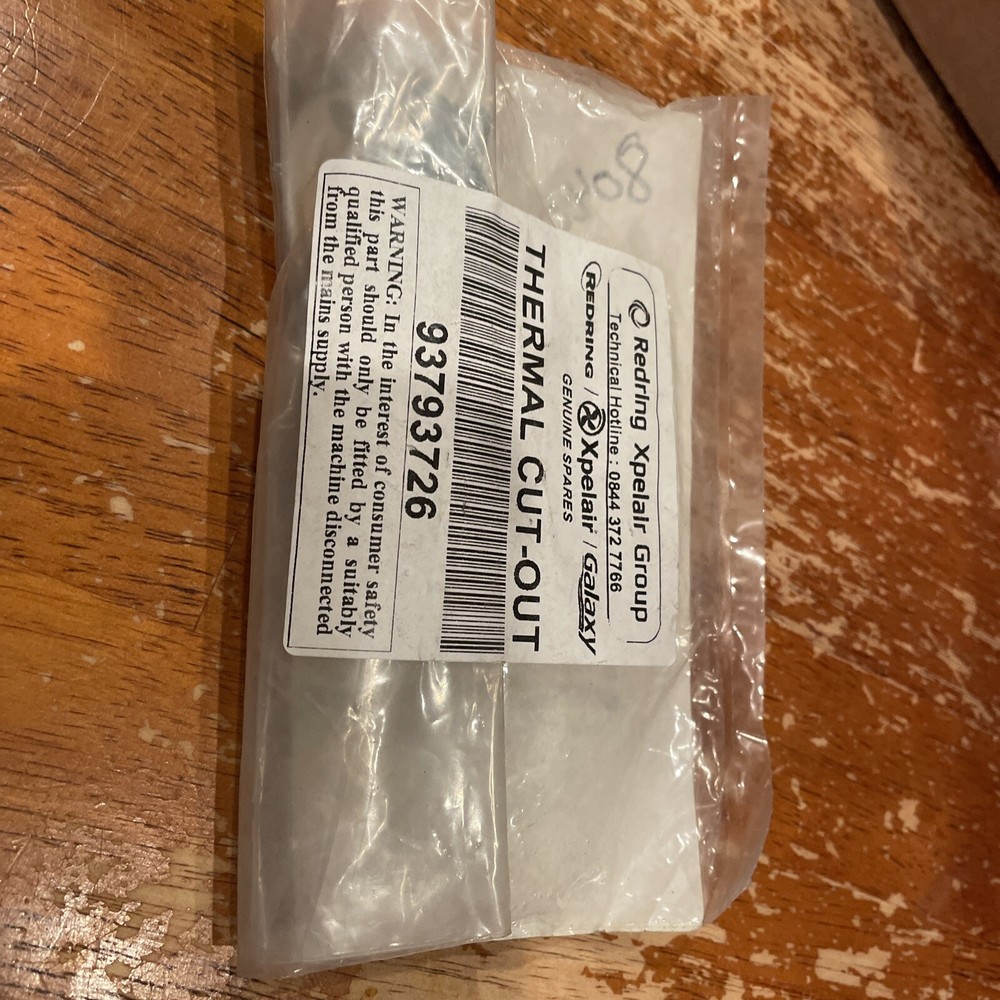 Redring Xpelair Group
Technical Hotline : 0844 372 7766
REDRING / Xpelair / Galaxy
GENUINE SPARES
THERMAL CUT-OUT
93793726
WARNING: In the interest of consumer safety
this part should only be fitted by a suitably
qualified person with the machine disconnected
from the mains supply.